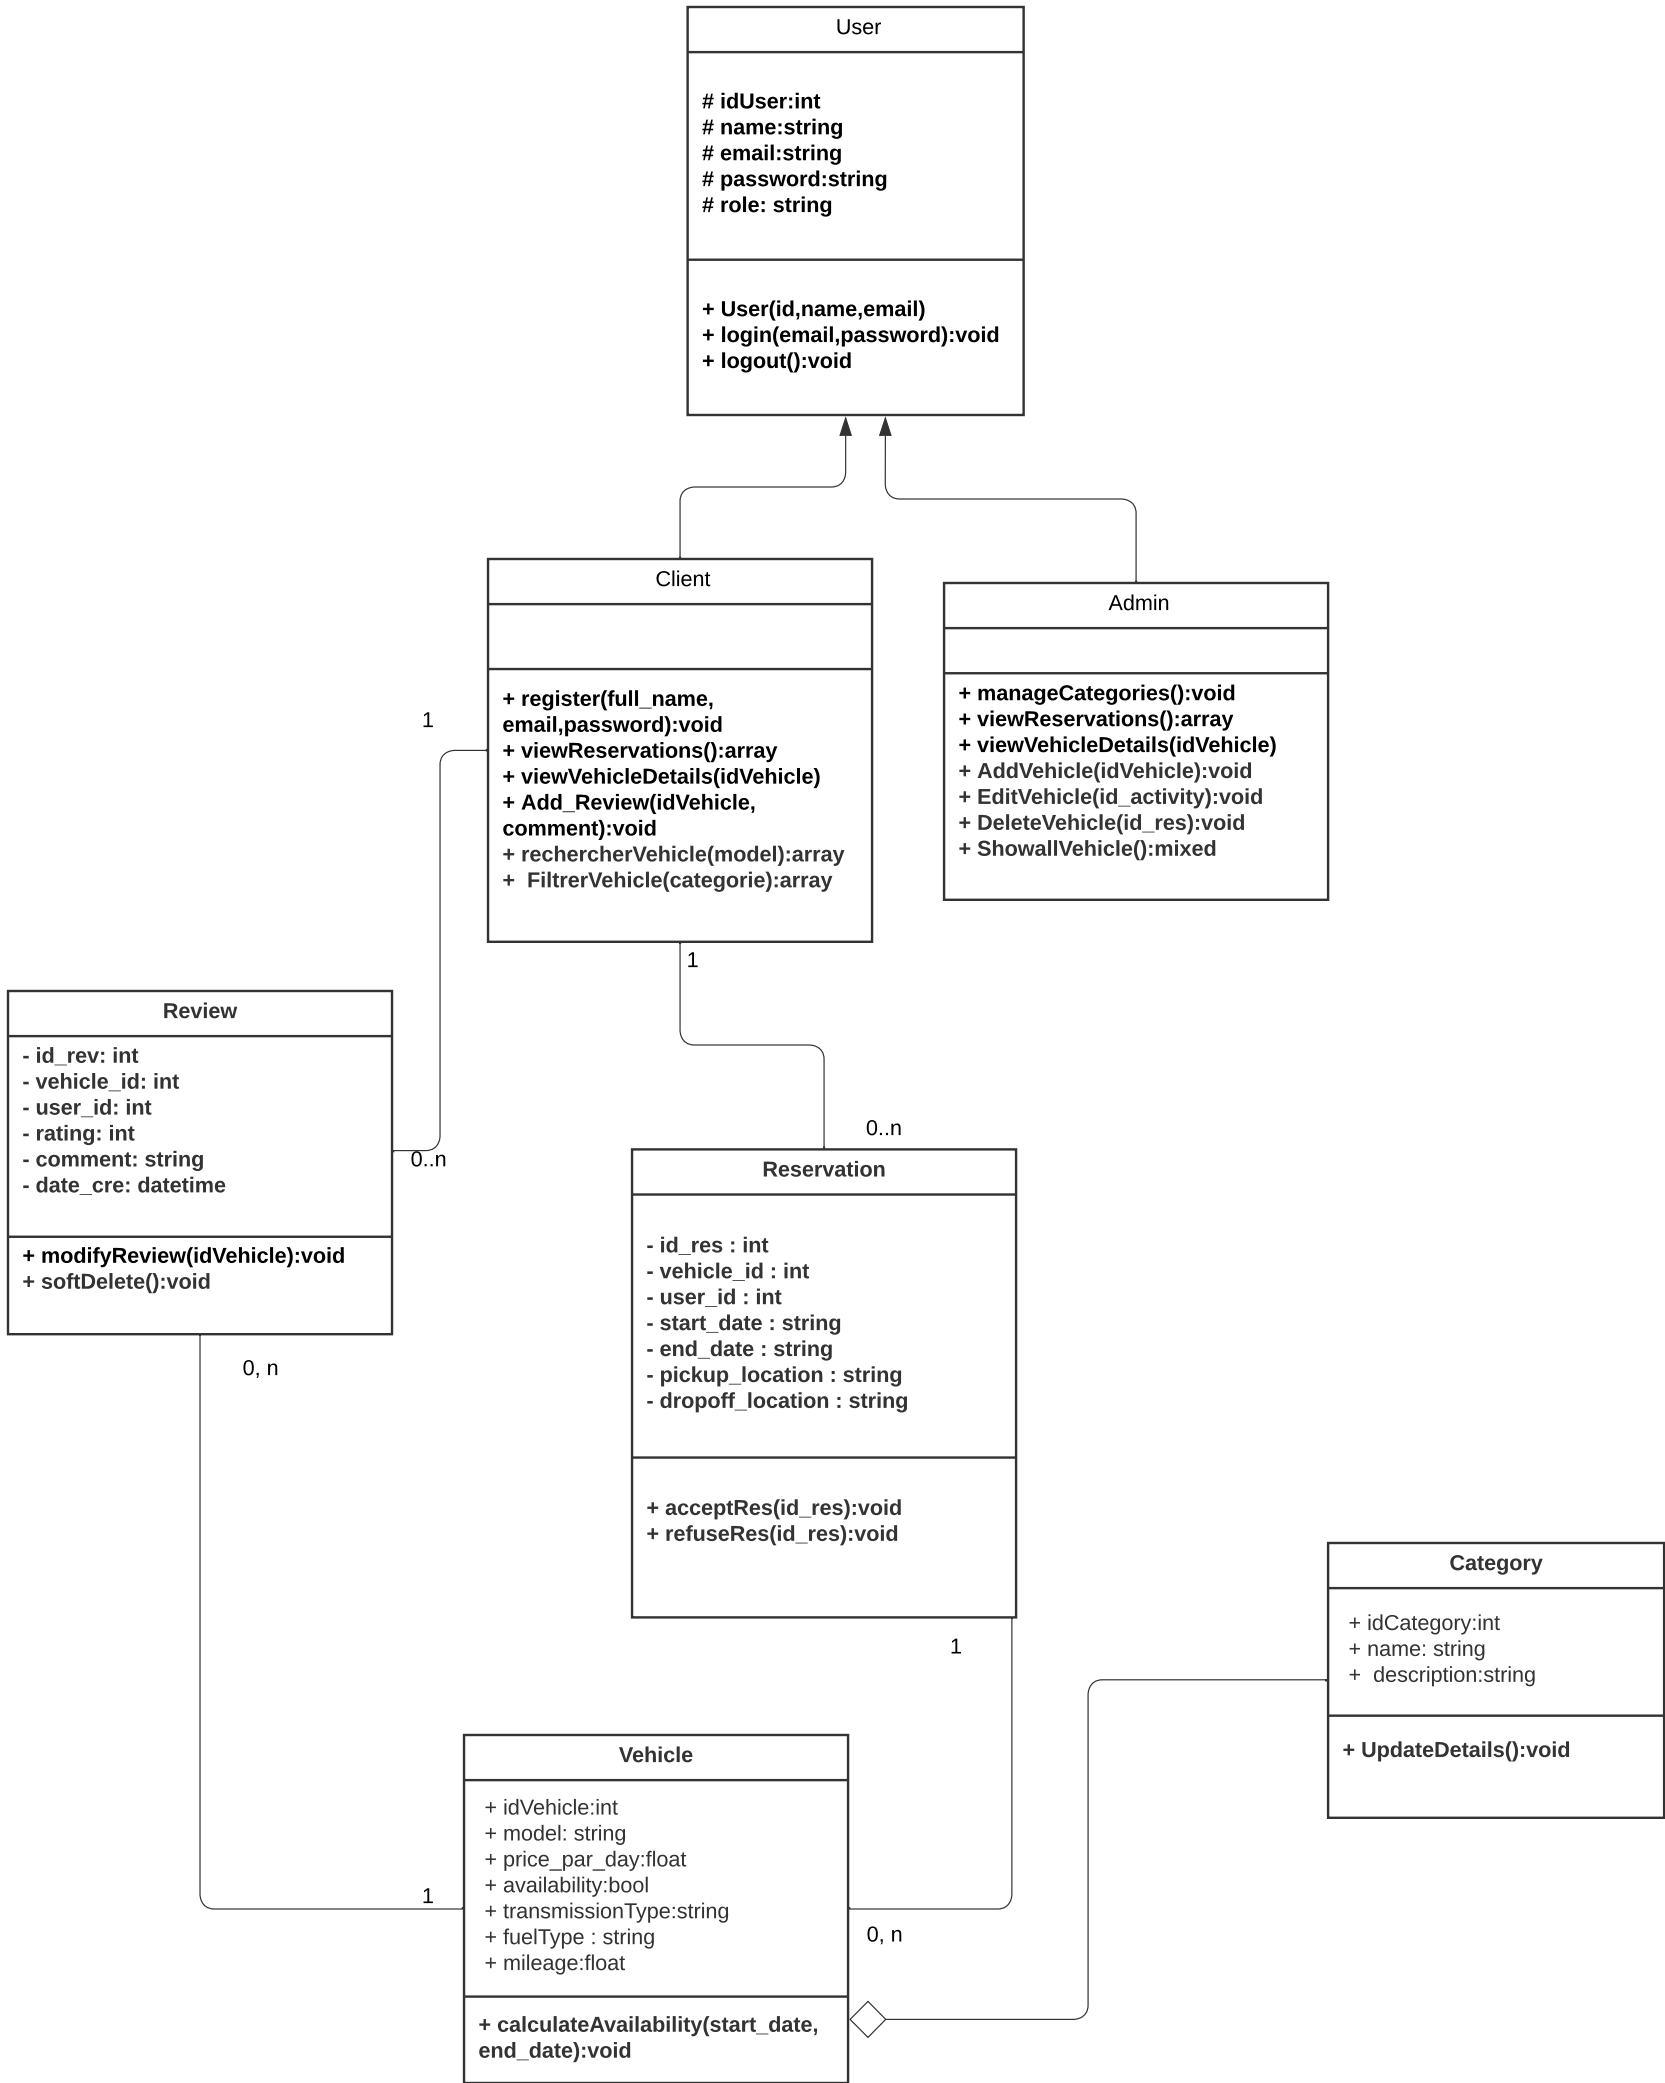 User
# idUser:int
# name:string
# email:string
# password:string
# role: string
+ User(id,name,email)
+ login(email,password):void
+ logout():void
Client
+ register(full_name,
email,password):void
+ viewReservations():array
+ viewVehicleDetails(idVehicle)
+ Add_Review(idVehicle,
comment):void
+ rechercherVehicle(model):array
+  FiltrerVehicle(categorie):array
Admin
+ manageCategories():void
+ viewReservations():array
+ viewVehicleDetails(idVehicle)
+ AddVehicle(idVehicle):void
+ EditVehicle(id_activity):void
+ DeleteVehicle(id_res):void
+ ShowallVehicle():mixed
1
1
Review
- id_rev: int
- vehicle_id: int
- user_id: int
- rating: int
- comment: string
- date_cre: datetime
+ modifyReview(idVehicle):void
+ softDelete():void
0..n
0..n
Reservation
- id_res : int
- vehicle_id : int
- user_id : int
- start_date : string
- end_date : string
- pickup_location : string
- dropoff_location : string
+ acceptRes(id_res):void
+ refuseRes(id_res):void
0, n
1
Category
+ idCategory:int
+ name: string
+  description:string
+ UpdateDetails():void
Vehicle
+ idVehicle:int
+ model: string
+ price_par_day:float
+ availability:bool
+ transmissionType:string
+ fuelType : string
+ mileage:float
+ calculateAvailability(start_date,
end_date):void
1
0, n